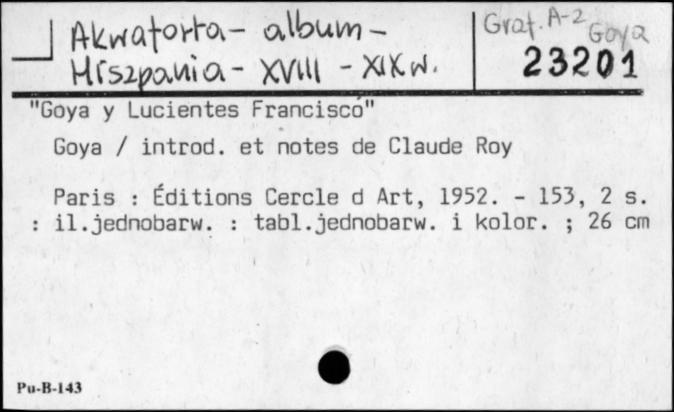 Akwaforta - album -
Hiszpania - XVIII - XIX w.
Graf. A-2
Goya
23201
"Goya y Lucientes Francisco"
Goya / introd. et notes de Claude Roy
Paris : Éditions Cercle d Art, 1952. - 153, 2 s.
: il.jednobarw. : tabl.jednobarw. i kolor. ; 26 cm
Pu-B-143